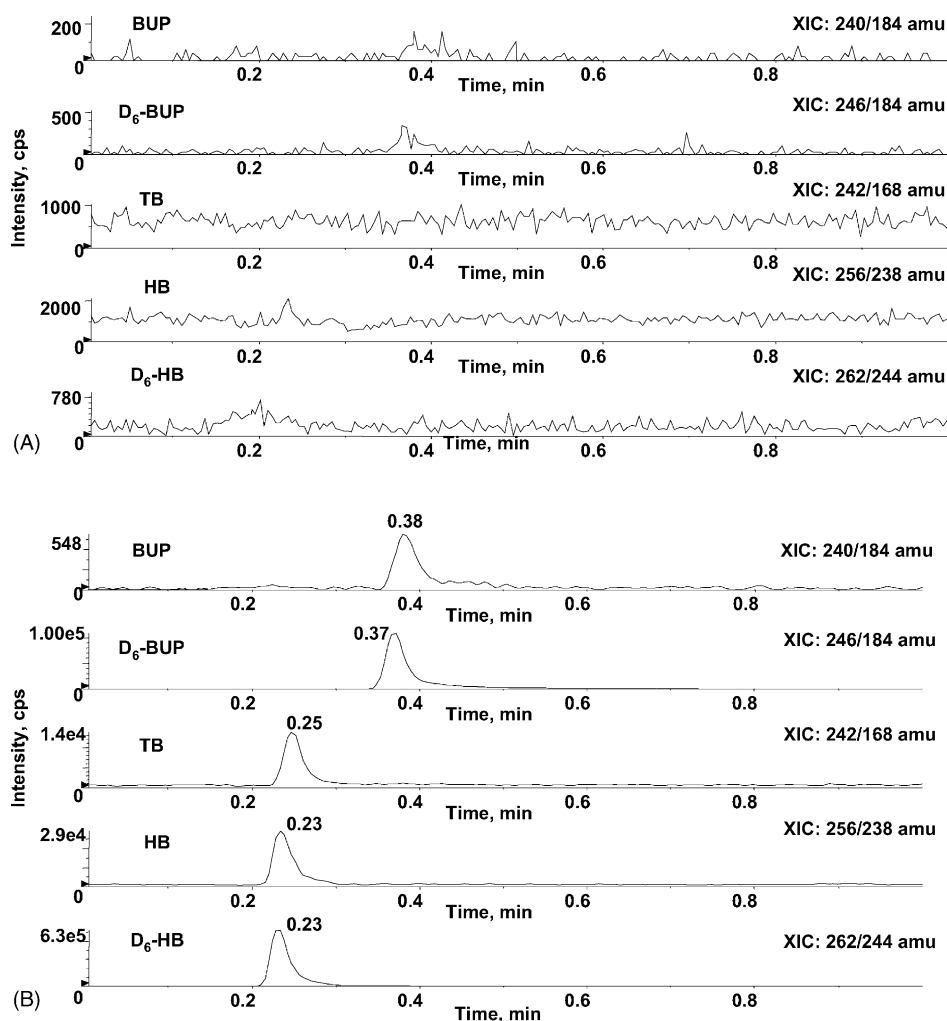 BUP
XIC: 240/184 amu
200
0
0.2 0.4 0.6 0.8
Time, min
D6-BUP
XIC: 246/184 amu
500
0
0.2 0.4 0.6 0.8
Time, min
TB
XIC: 242/168 amu
1000
0
0.2 0.4 0.6 0.8
Time, min
HB
XIC: 256/238 amu
2000
0
0.2 0.4 0.6 0.8
Time, min
D6-HB
XIC: 262/244 amu
780
0
0.2 0.4 0.6 0.8
Time, min
Intensity, cps
(A)
0.38
BUP
XIC: 240/184 amu
548
0
0.2 0.4 0.6 0.8
Time, min
0.37
D6-BUP
XIC: 246/184 amu
1.00e5
0
0.2 0.4 0.6 0.8
Time, min
0.25
TB
XIC: 242/168 amu
1.4e4
0
0.2 0.4 0.6 0.8
Time, min
0.23
HB
XIC: 256/238 amu
2.9e4
0
0.2 0.4 0.6 0.8
Time, min
0.23
D6-HB
XIC: 262/244 amu
6.3e5
0
0.2 0.4 0.6 0.8
Time, min
Intensity, cps
(B)